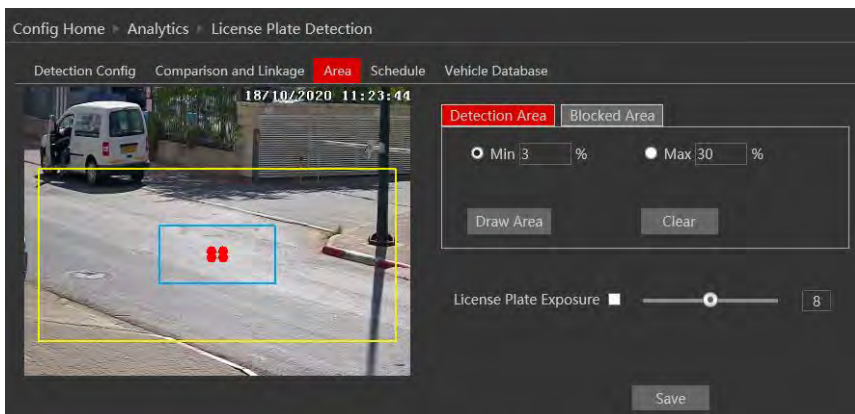 Config Home ▸ Analytics ▸ License Plate Detection
Detection Config Comparison and Linkage Area Schedule Vehicle Database
18/10/2020 11:23:44
Detection Area Blocked Area
Min 3 % Max 30 %
Draw Area Clear
License Plate Exposure 8
Save